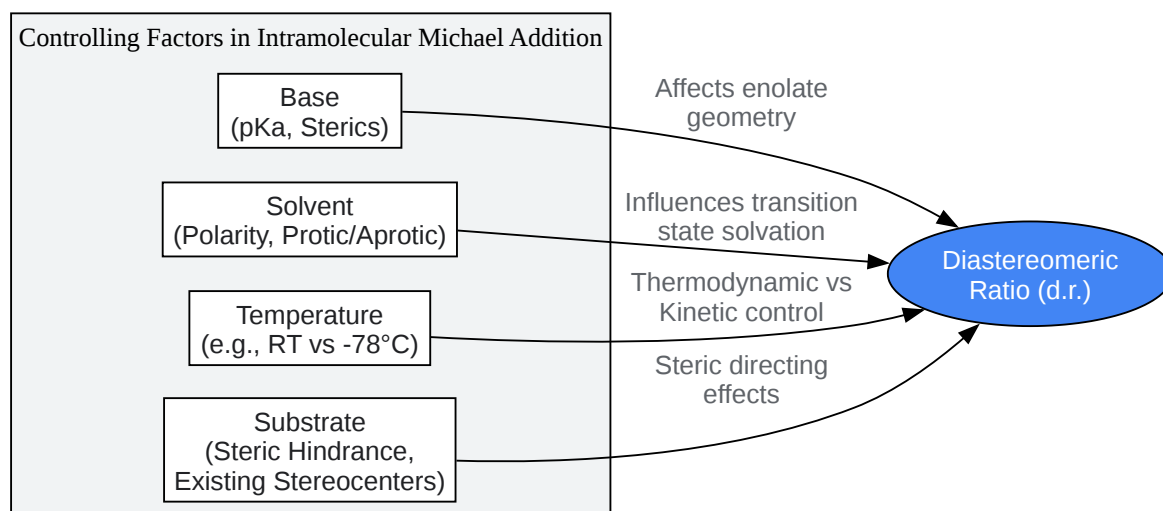 Controlling Factors in Intramolecular Michael Addition
Base
(pKa, Sterics)
Affects enolate
geometry
Solvent
(Polarity, Protic/Aprotic)
Influences transition
state solvation
Temperature
(e.g., RT vs -78°C)
Thermodynamic vs
Kinetic control
Substrate
(Steric Hindrance,
Existing Stereocenters)
Steric directing
effects
Diastereomeric
Ratio (d.r.)